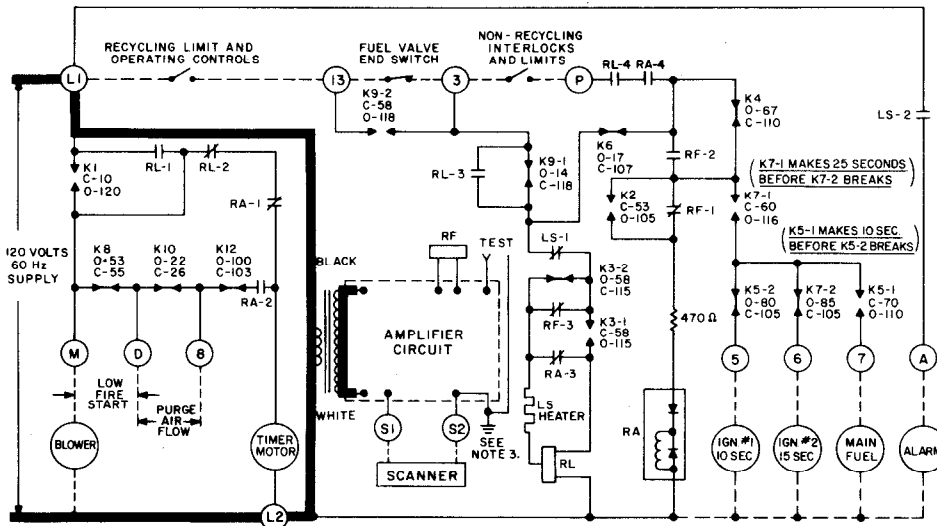 RECYCLING LIMIT AND
OPERATING CONTROLS
FUEL VALVE
END SWITCH
NON-RECYCLING
INTERLOCKS
AND LIMITS
L1
13
3
P
RL-4 RA-4
K9-2
C-58
O-118
K4
O-67
C-110
LS-2
K1
C-10
O-120
RL-1
RL-2
RL-3
K9-1
O-14
C-118
K6
O-17
C-107
RF-2
(K7-1 MAKES 25 SECONDS
BEFORE K7-2 BREAKS)
RA-1
K2
C-53
O-105
RF-1
K7-1
C-60
O-116
(K5-1 MAKES 10 SEC.
BEFORE K5-2 BREAKS)
120 VOLTS
60 Hz
SUPPLY
K8
O-53
C-55
K10
O-22
C-26
K12
O-100
C-103
RA-2
BLACK
RF
TEST
LS-1
K3-2
O-58
C-115
K5-2
O-80
C-105
K7-2
O-85
C-105
K5-1
C-70
O-110
AMPLIFIER
CIRCUIT
RF-3
K3-1
C-58
O-115
470 Ω
M
D
8
RA-3
5
6
7
A
LOW
FIRE
START
PURGE
AIR
FLOW
WHITE
LS
HEATER
S1
S2
SEE
NOTE 3.
RA
BLOWER
TIMER
MOTOR
SCANNER
RL
IGN #1
10 SEC
IGN #2
15 SEC
MAIN
FUEL
ALARM
L2